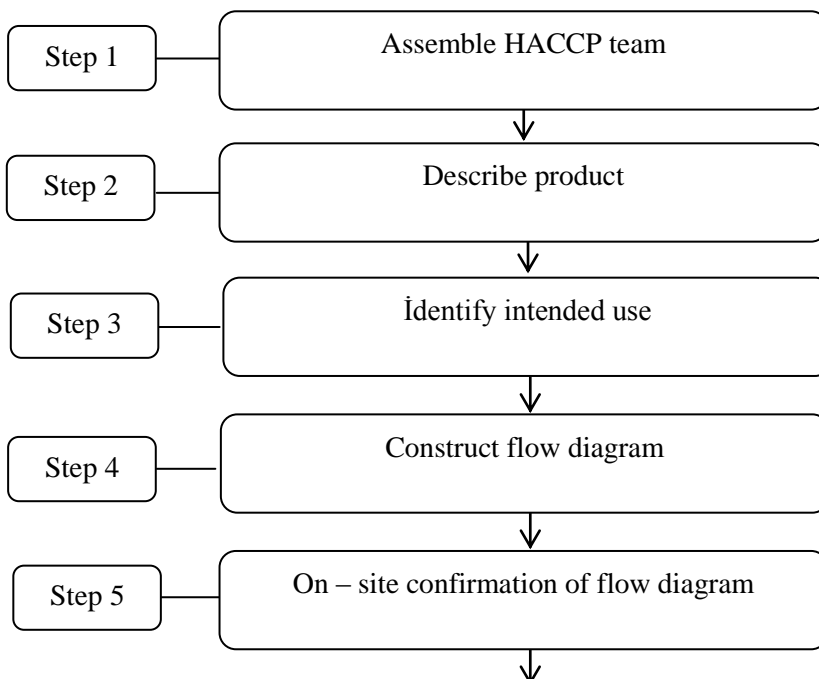 Step 1
Assemble HACCP team
Step 2
Describe product
Step 3
İdentify intended use
Step 4
Construct flow diagram
Step 5
On – site confirmation of flow diagram